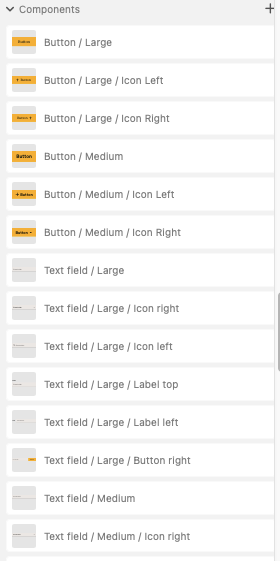 Components
Button / Large
Button / Large / Icon Left
Button / Large / Icon Right
Button / Medium
Button
Button / Medium / Icon Left
Button
Button / Medium / Icon Right
Button
Text field / Large
Text field / Large / Icon right
Text field / Large / Icon left
Text field / Large / Label top
Text field / Large / Label left
Text field / Large / Button right
Text field / Medium
Text field / Medium / Icon right